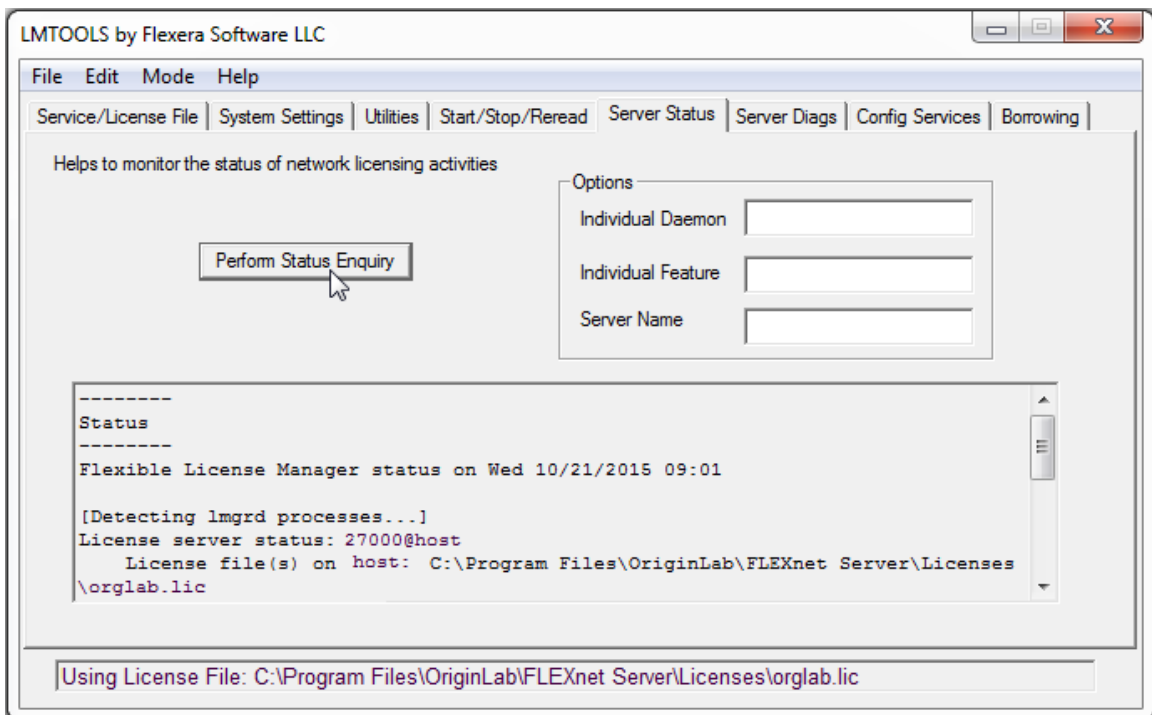 LMTOOLS by Flexera Software LLC
File Edit Mode Help
Service/License File System Settings Utilities Start/Stop/Reread Server Status Server Diags Config Services Borrowing
Helps to monitor the status of network licensing activities
Options
Individual Daemon
Perform Status Enquiry
Individual Feature
Server Name
--------
Status
--------
Flexible License Manager status on Wed 10/21/2015 09:01
[Detecting lmgrd processes...]
License server status: 27000@host
License file(s) on host: C:\Program Files\OriginLab\FLEXnet Server\Licenses
\orglab.lic
Using License File: C:\Program Files\OriginLab\FLEXnet Server\Licenses\orglab.lic